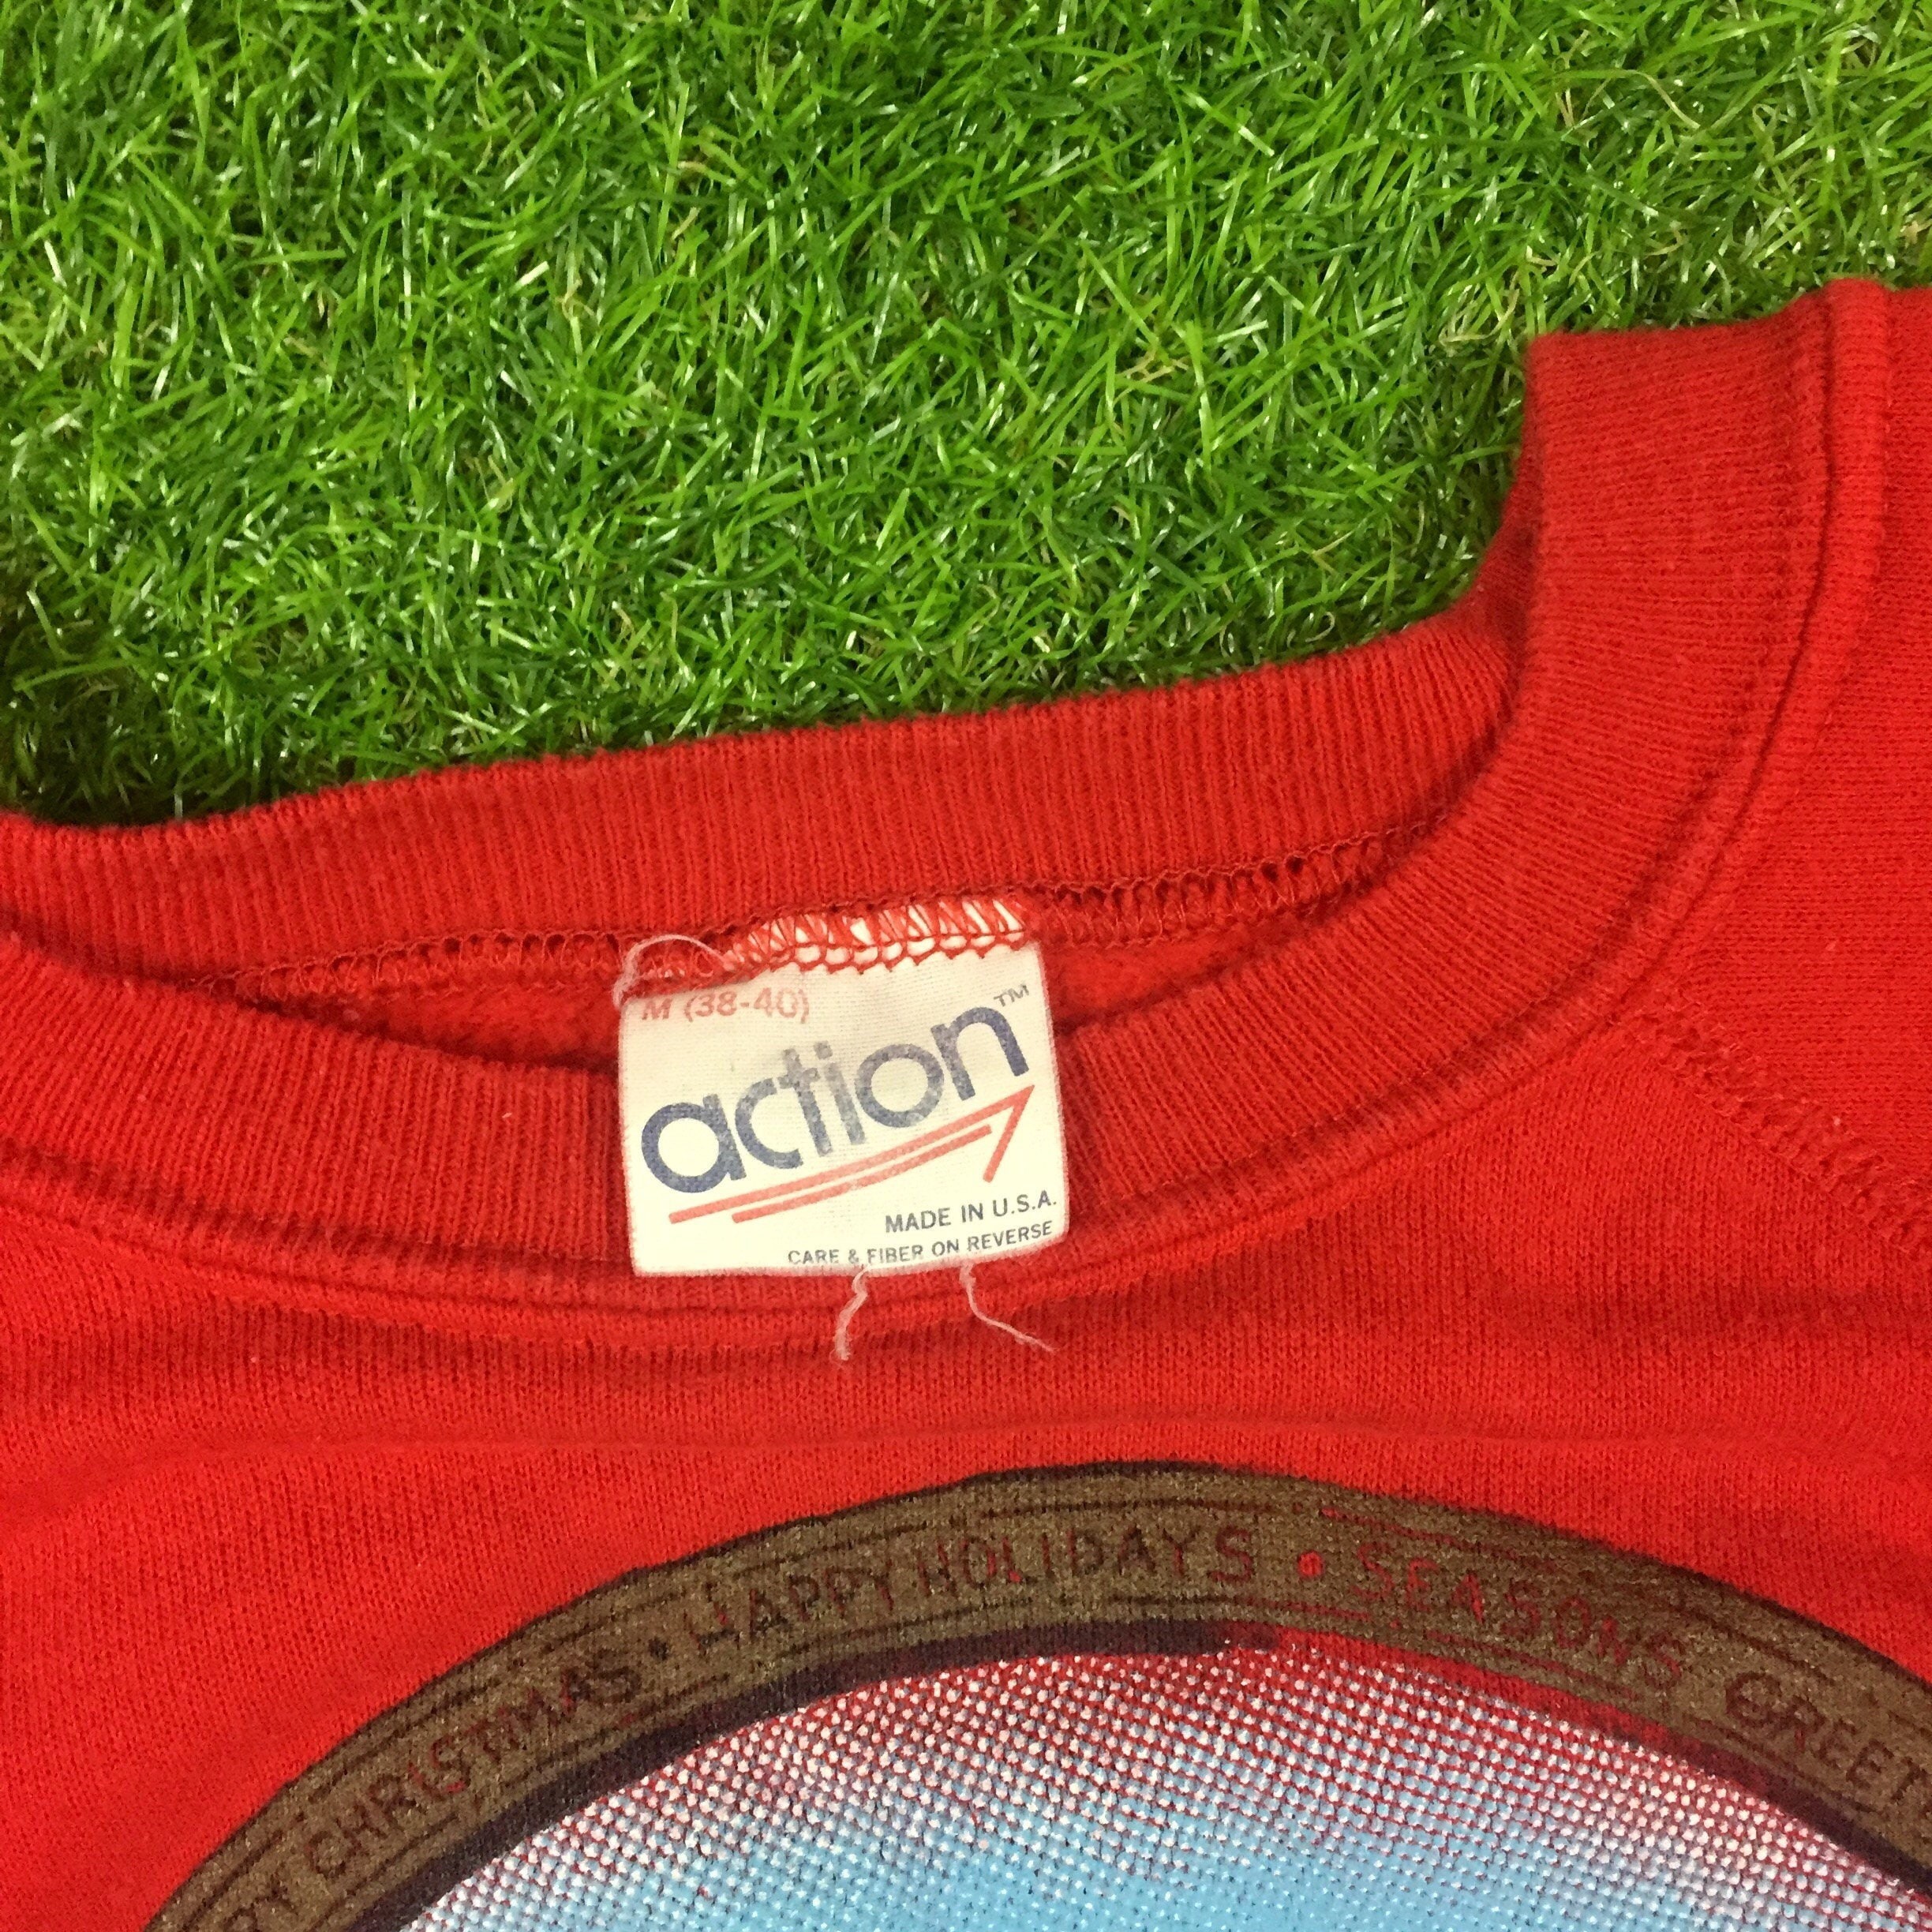 M (38-40)
action™
MADE IN U.S.A.
CARE & FIBER ON REVERSE
CHRISTMAS • HAPPY HOLIDAYS • SEASONS